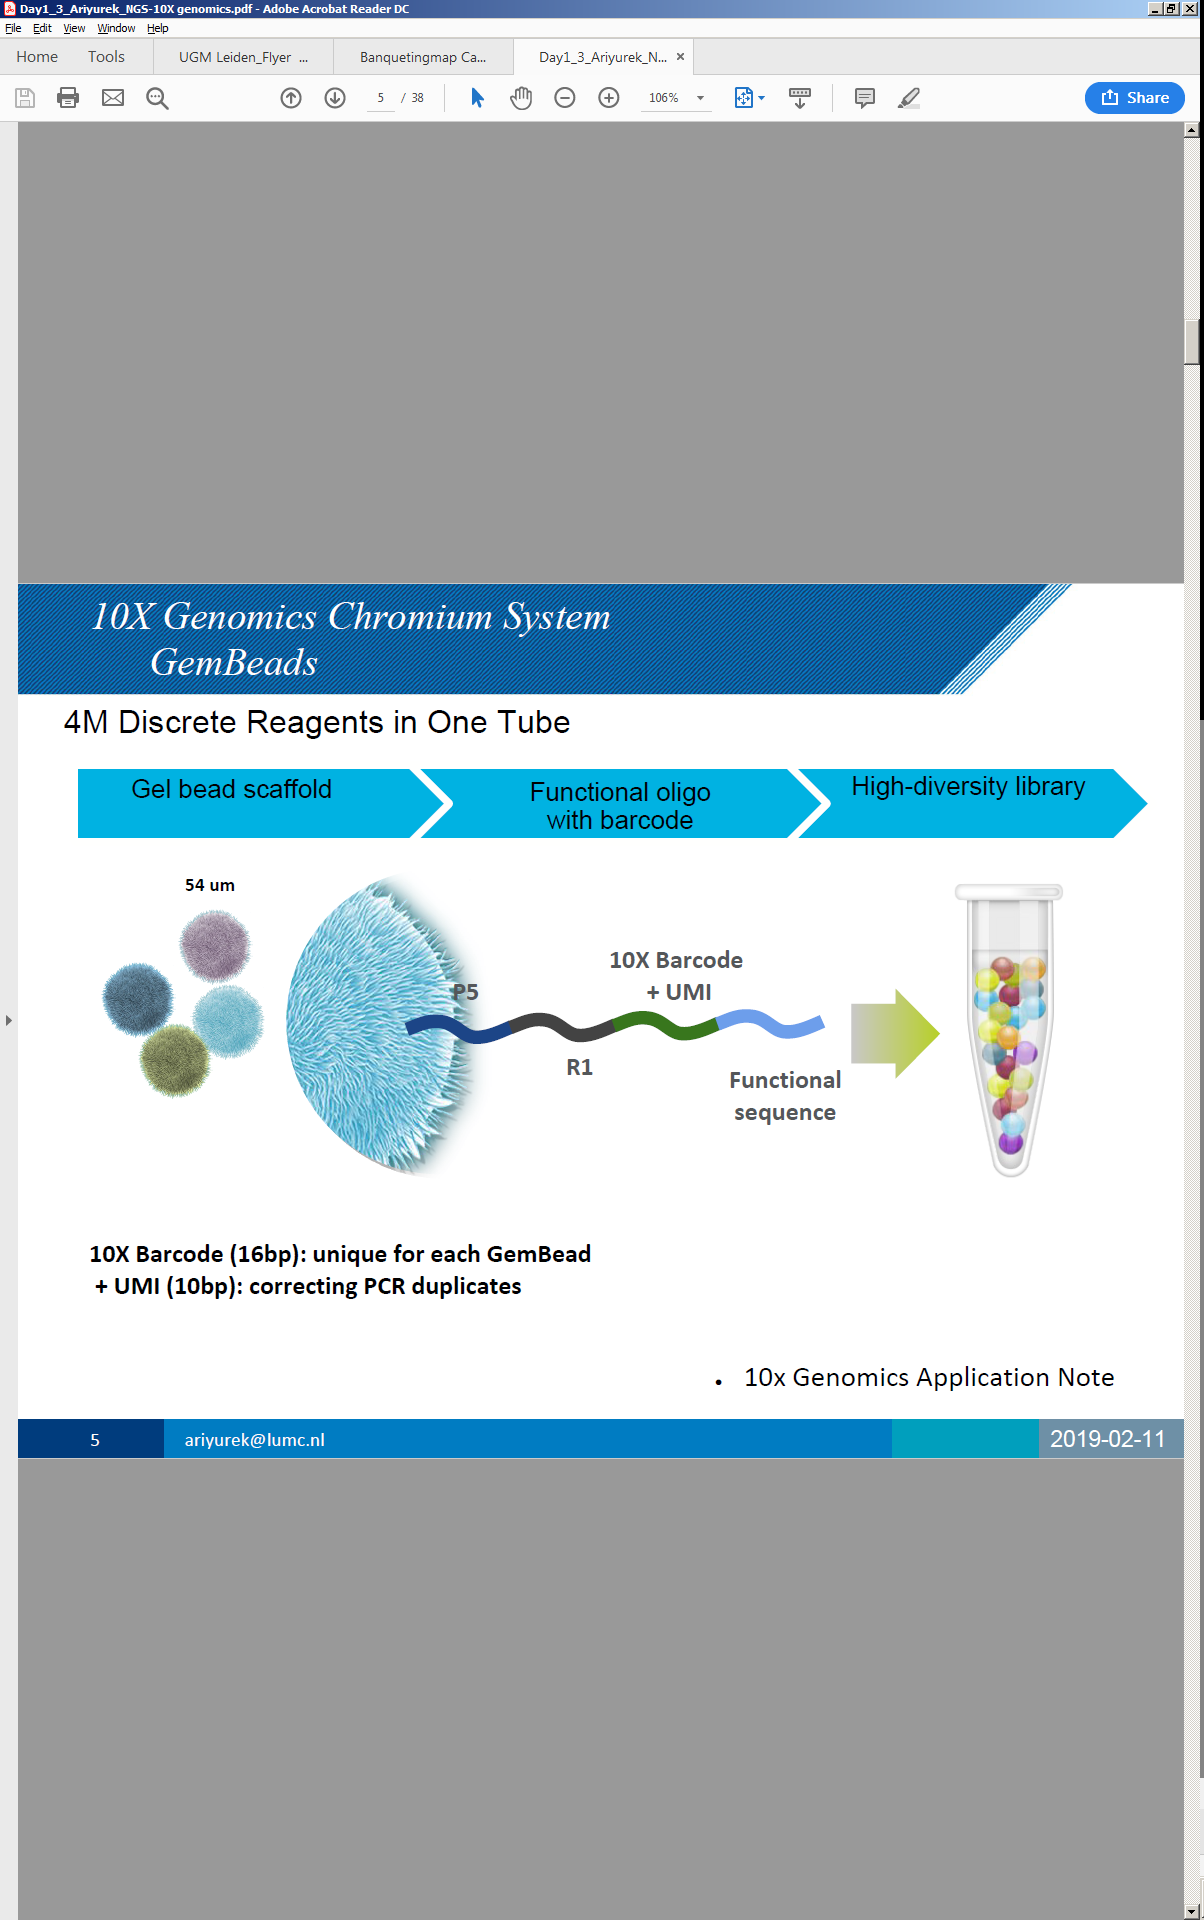 Day1_3_Ariyurek_NGS-10X genomics.pdf - Adobe Acrobat Reader DC
File Edit View Window Help
Home Tools UGM Leiden_Flyer ... Banquetingmap Ca... Day1_3_Ariyurek_N... ×
5 / 38 106% Share
10X Genomics Chromium System
GemBeads
4M Discrete Reagents in One Tube
Gel bead scaffold
Functional oligo
with barcode
High-diversity library
54 um
P5
10X Barcode
+ UMI
R1
Functional
sequence
10X Barcode (16bp): unique for each GemBead
+ UMI (10bp): correcting PCR duplicates
• 10x Genomics Application Note
5 ariyurek@lumc.nl 2019-02-11